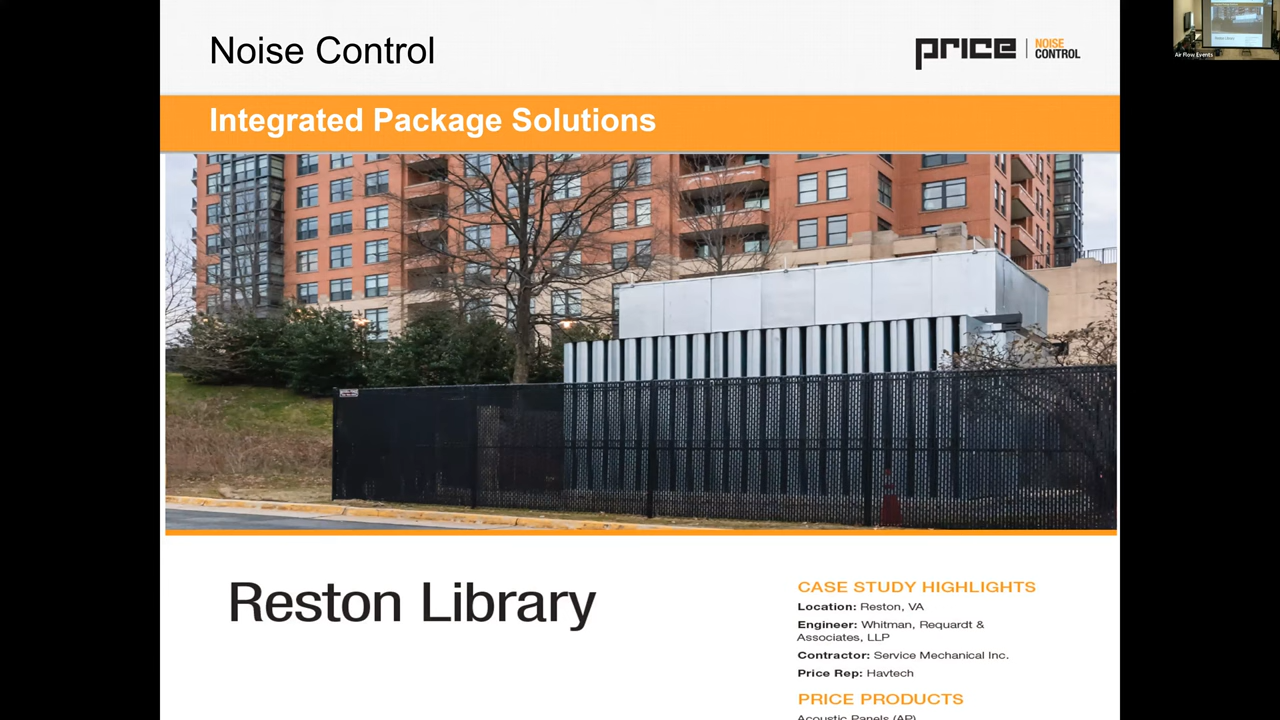 Noise Control
PRICE | NOISE CONTROL
Integrated Package Solutions
Reston Library
CASE STUDY HIGHLIGHTS
Location: Reston, VA
Engineer: Whitman, Requardt &
Associates, LLP
Contractor: Service Mechanical Inc.
Price Rep: Havtech
PRICE PRODUCTS
Acoustic Panels (AP)
Air Flow Events